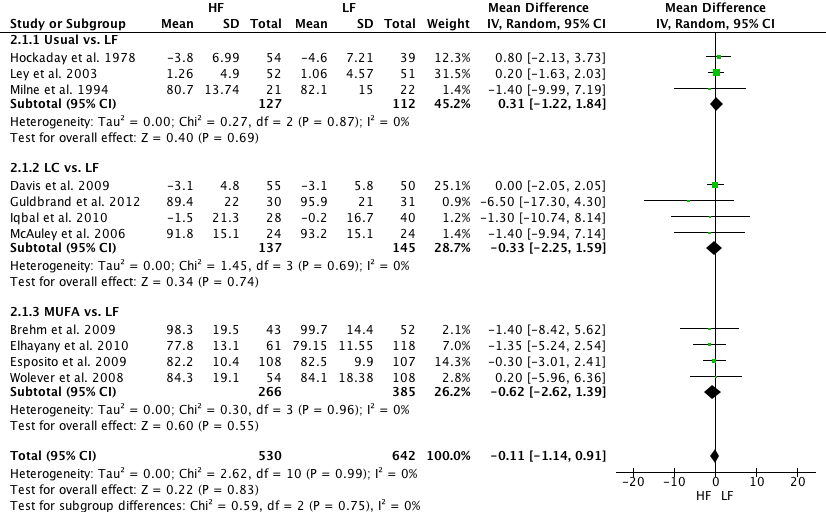 HF LF Mean Difference Mean Difference
Study or Subgroup Mean SD Total Mean SD Total Weight IV, Random, 95% CI IV, Random, 95% CI
2.1.1 Usual vs. LF
Hockaday et al. 1978 -3.8 6.99 54 -4.6 7.21 39 12.3% 0.80 [-2.13, 3.73]
Ley et al. 2003 1.26 4.9 52 1.06 4.57 51 31.5% 0.20 [-1.63, 2.03]
Milne et al. 1994 80.7 13.74 21 82.1 15 22 1.4% -1.40 [-9.99, 7.19]
Subtotal (95% CI) 127 112 45.2% 0.31 [-1.22, 1.84]
Heterogeneity: Tau² = 0.00; Chi² = 0.27, df = 2 (P = 0.87); I² = 0%
Test for overall effect: Z = 0.40 (P = 0.69)
2.1.2 LC vs. LF
Davis et al. 2009 -3.1 4.8 55 -3.1 5.8 50 25.1% 0.00 [-2.05, 2.05]
Guldbrand et al. 2012 89.4 22 30 95.9 21 31 0.9% -6.50 [-17.30, 4.30]
Iqbal et al. 2010 -1.5 21.3 28 -0.2 16.7 40 1.2% -1.30 [-10.74, 8.14]
McAuley et al. 2006 91.8 15.1 24 93.2 15.1 24 1.4% -1.40 [-9.94, 7.14]
Subtotal (95% CI) 137 145 28.7% -0.33 [-2.25, 1.59]
Heterogeneity: Tau² = 0.00; Chi² = 1.45, df = 3 (P = 0.69); I² = 0%
Test for overall effect: Z = 0.34 (P = 0.74)
2.1.3 MUFA vs. LF
Brehm et al. 2009 98.3 19.5 43 99.7 14.4 52 2.1% -1.40 [-8.42, 5.62]
Elhayany et al. 2010 77.8 13.1 61 79.15 11.55 118 7.0% -1.35 [-5.24, 2.54]
Esposito et al. 2009 82.2 10.4 108 82.5 9.9 107 14.3% -0.30 [-3.01, 2.41]
Wolever et al. 2008 84.3 19.1 54 84.1 18.38 108 2.8% 0.20 [-5.96, 6.36]
Subtotal (95% CI) 266 385 26.2% -0.62 [-2.62, 1.39]
Heterogeneity: Tau² = 0.00; Chi² = 0.30, df = 3 (P = 0.96); I² = 0%
Test for overall effect: Z = 0.60 (P = 0.55)
Total (95% CI) 530 642 100.0% -0.11 [-1.14, 0.91]
Heterogeneity: Tau² = 0.00; Chi² = 2.62, df = 10 (P = 0.99); I² = 0%
Test for overall effect: Z = 0.22 (P = 0.83)
Test for subgroup differences: Chi² = 0.59, df = 2 (P = 0.75), I² = 0%
-20 -10 0 10 20
HF LF